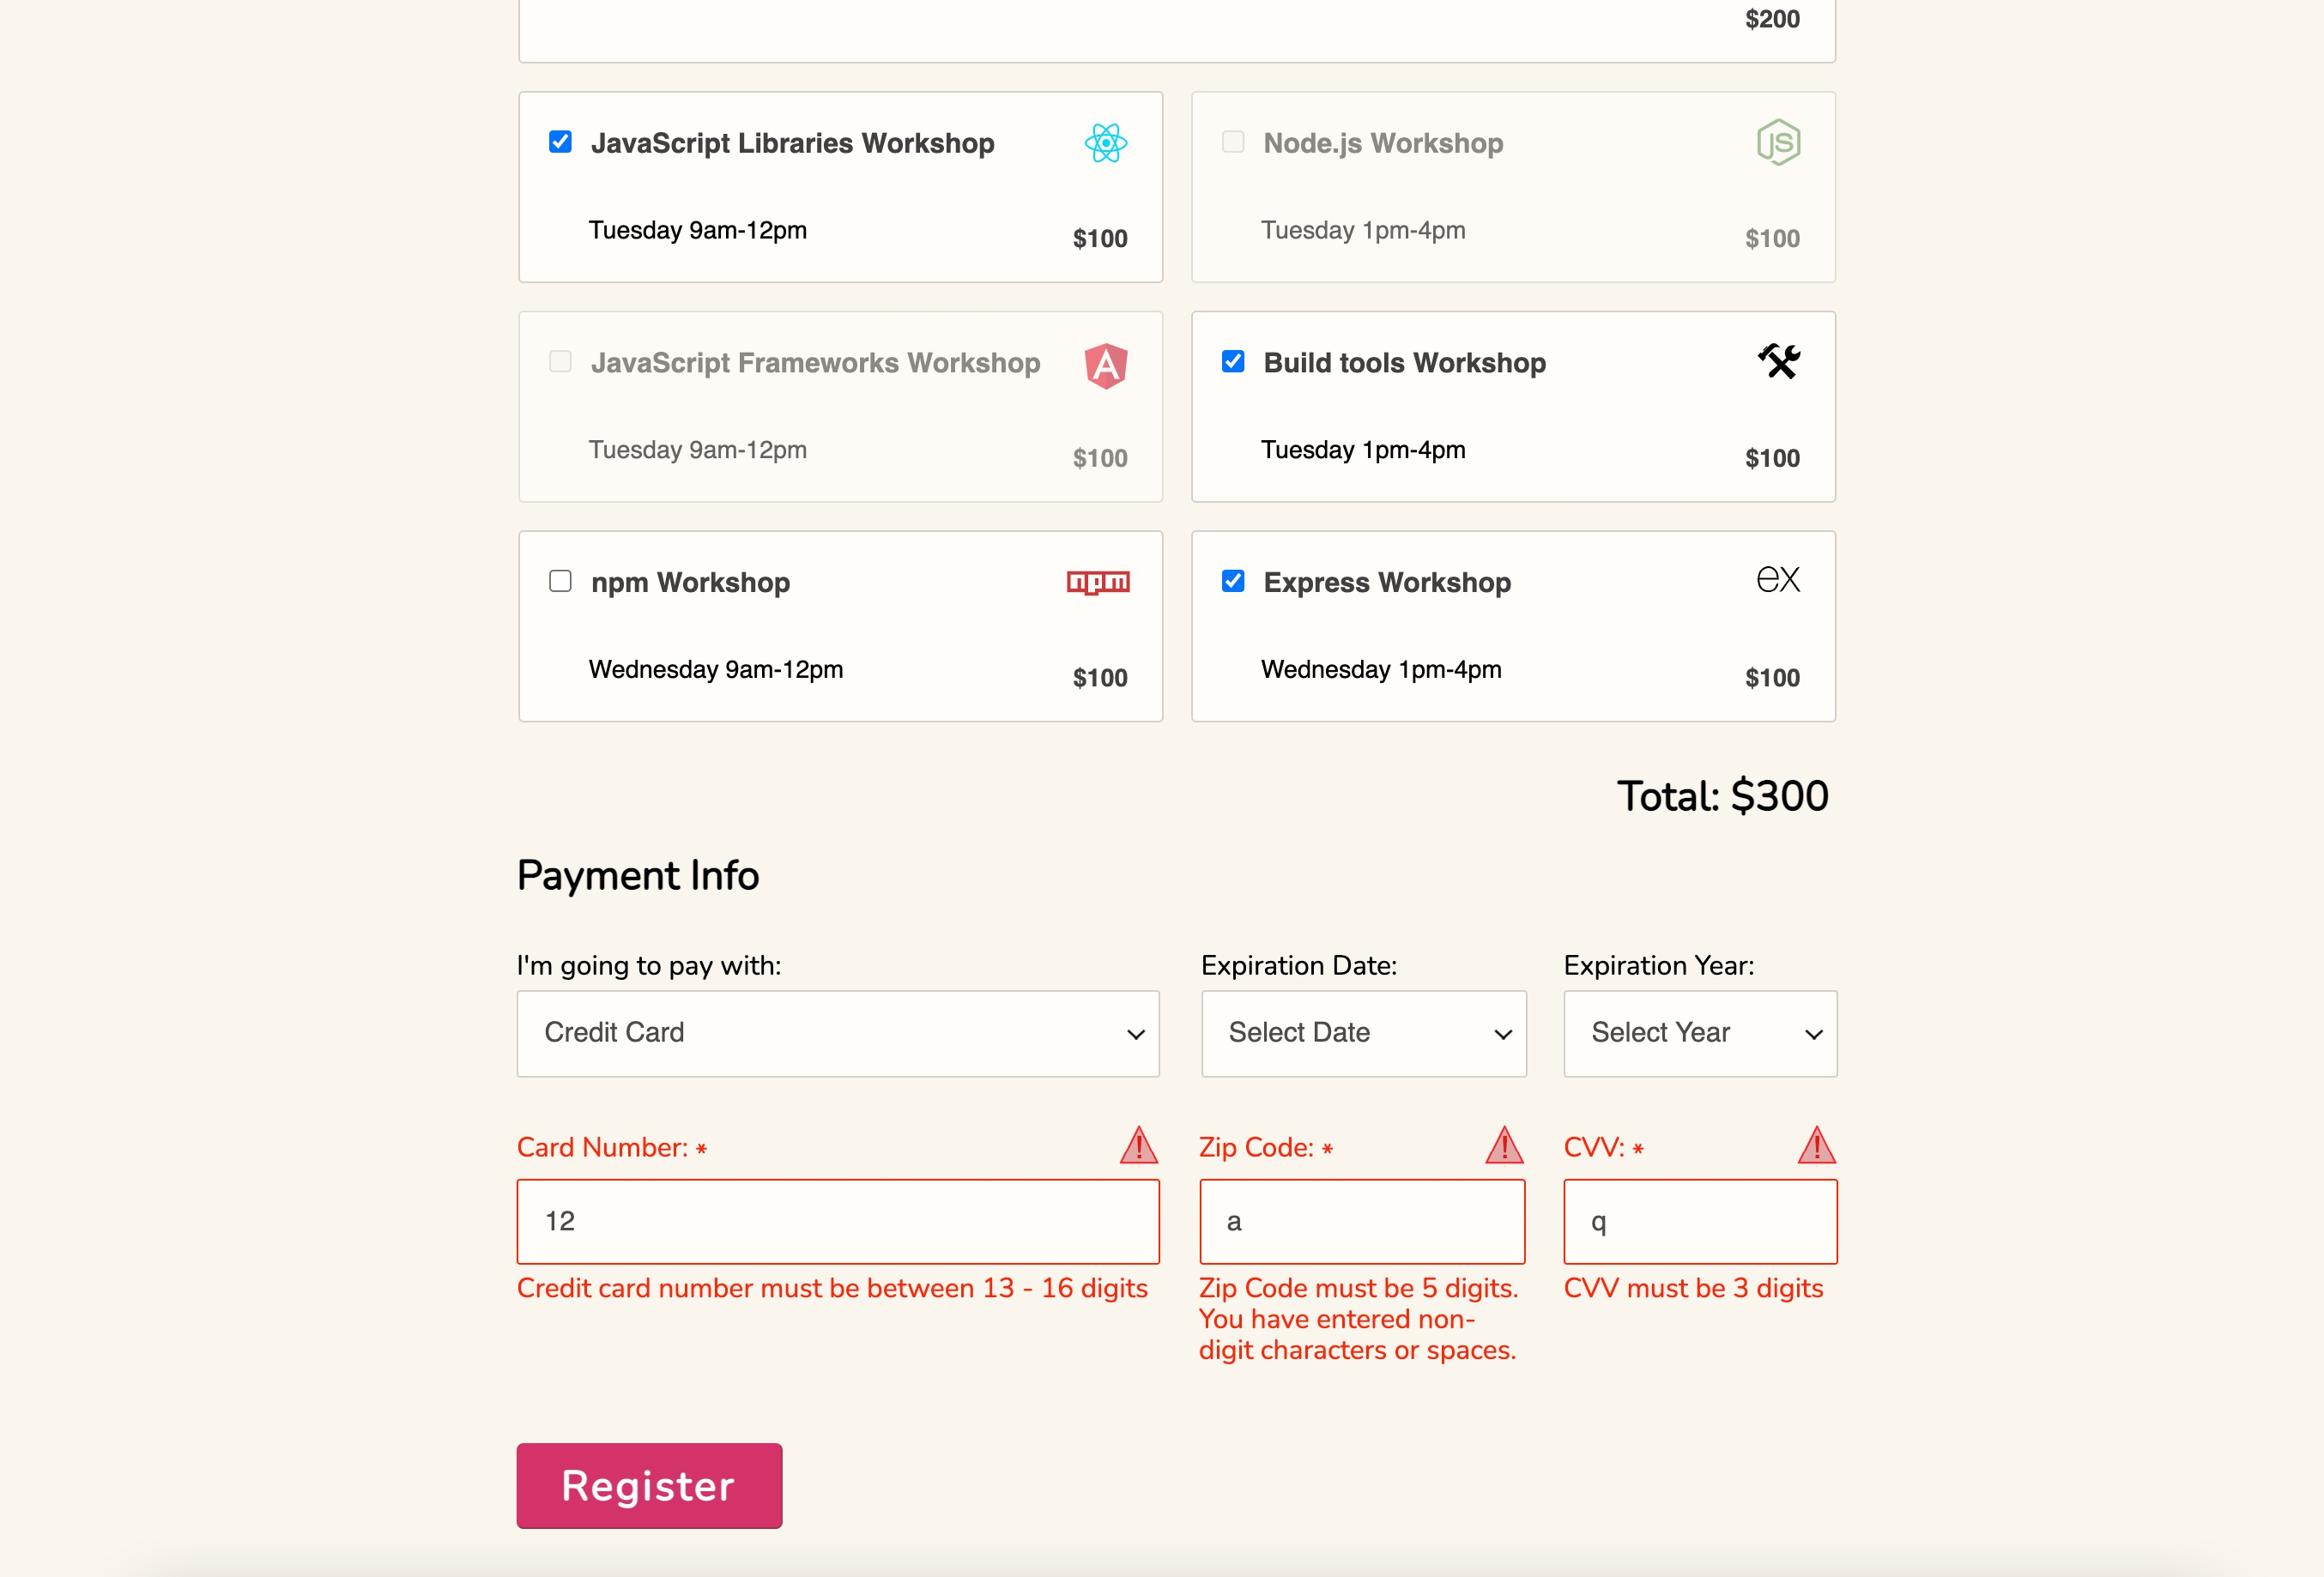 $200
JavaScript Libraries Workshop
Tuesday 9am-12pm
$100
Node.js Workshop
JS
Tuesday 1pm-4pm
$100
JavaScript Frameworks Workshop
A
Tuesday 9am-12pm
$100
Build tools Workshop
Tuesday 1pm-4pm
$100
npm Workshop
npm
Wednesday 9am-12pm
$100
Express Workshop
ex
Wednesday 1pm-4pm
$100
Total: $300
Payment Info
I'm going to pay with:
Credit Card
Expiration Date:
Select Date
Expiration Year:
Select Year
Card Number: *
!
12
Credit card number must be between 13 - 16 digits
Zip Code: *
!
a
Zip Code must be 5 digits.
You have entered non-
digit characters or spaces.
CVV: *
!
q
CVV must be 3 digits
Register